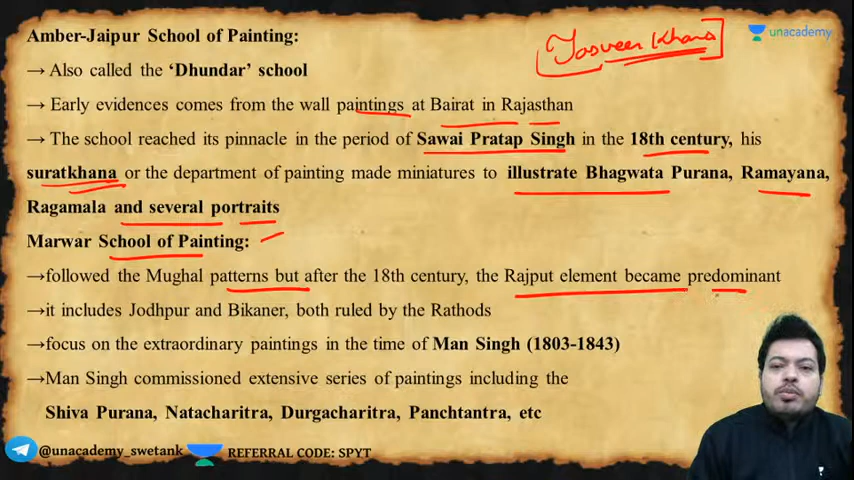 Amber-Jaipur School of Painting:
→ Also called the ‘Dhundar’ school
→ Early evidences comes from the wall paintings at Bairat in Rajasthan
→ The school reached its pinnacle in the period of Sawai Pratap Singh in the 18th century, his
suratkhana or the department of painting made miniatures to illustrate Bhagwata Purana, Ramayana,
Ragamala and several portraits
Marwar School of Painting:
→followed the Mughal patterns but after the 18th century, the Rajput element became predominant
→it includes Jodhpur and Bikaner, both ruled by the Rathods
→focus on the extraordinary paintings in the time of Man Singh (1803-1843)
→Man Singh commissioned extensive series of paintings including the
Shiva Purana, Natacharitra, Durgacharitra, Panchtantra, etc
unacademy
@unacademy_swetank
REFERRAL CODE: SPYT